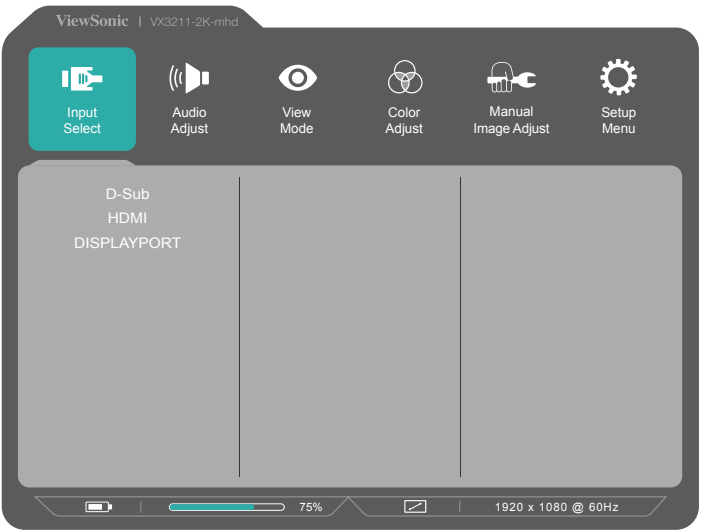 ViewSonic | VX3211-2K-mhd
Input
Select
Audio
Adjust
View
Mode
Color
Adjust
Manual
Image Adjust
Setup
Menu
D-Sub
HDMI
DISPLAYPORT
75%
1920 x 1080 @ 60Hz